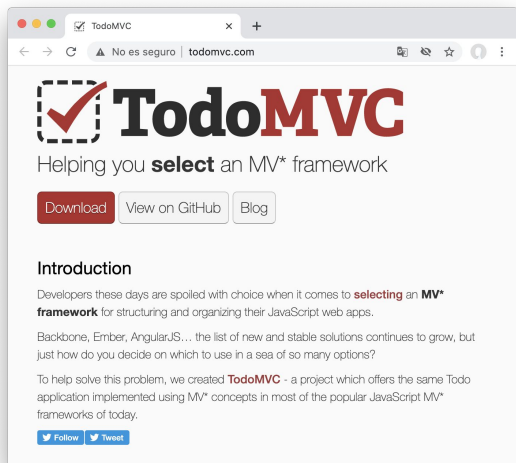 TodoMVC
No es seguro | todomvc.com
TodoMVC
Helping you select an MV* framework
Download View on GitHub Blog
Introduction
Developers these days are spoiled with choice when it comes to selecting an MV*
framework for structuring and organizing their JavaScript web apps.
Backbone, Ember, AngularJS… the list of new and stable solutions continues to grow, but
just how do you decide on which to use in a sea of so many options?
To help solve this problem, we created TodoMVC - a project which offers the same Todo
application implemented using MV* concepts in most of the popular JavaScript MV*
frameworks of today.
Follow Tweet